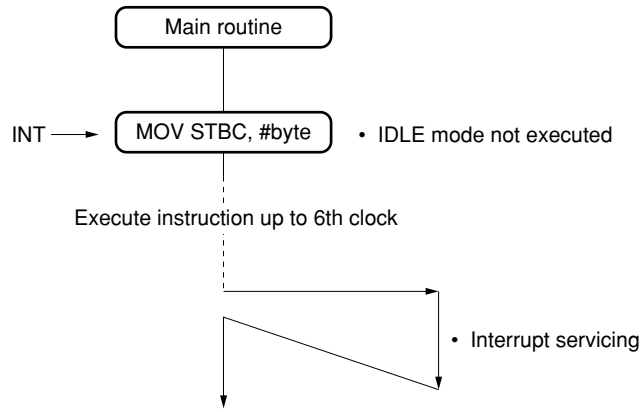 Main routine
INT
MOV STBC, #byte
• IDLE mode not executed
Execute instruction up to 6th clock
• Interrupt servicing